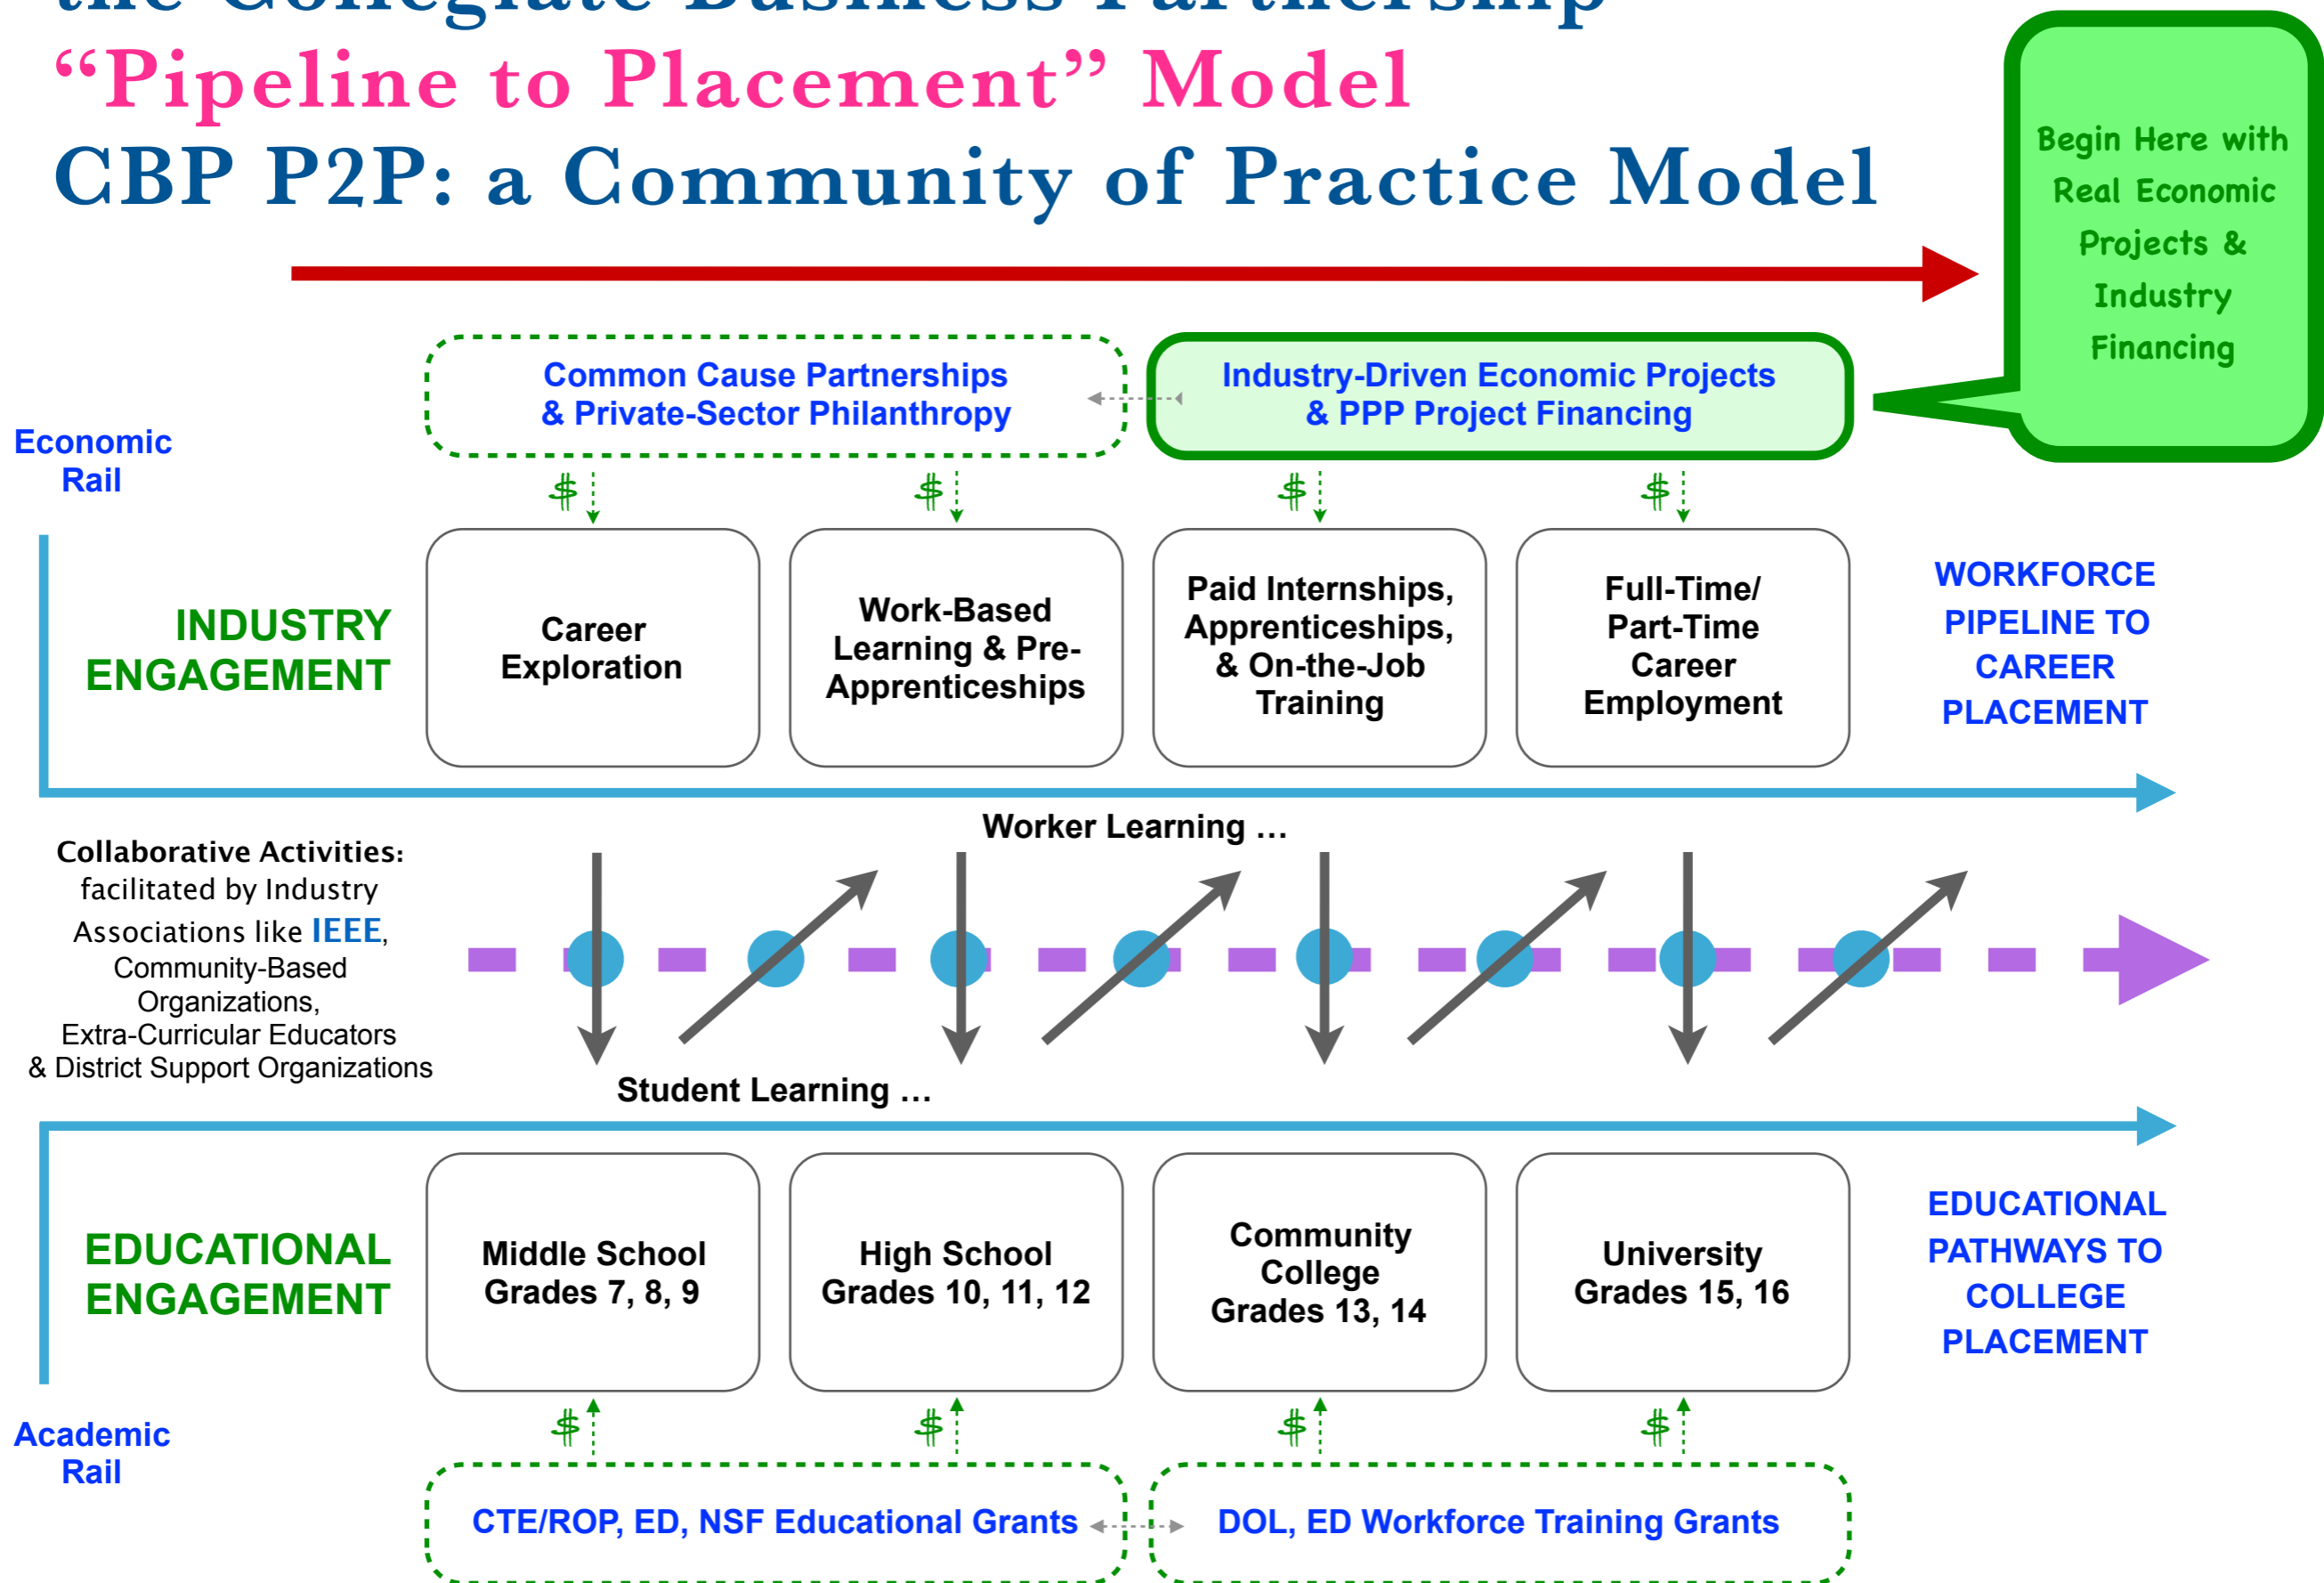 the Collegiate Business Partnership
“Pipeline to Placement” Model
CBP P2P: a Community of Practice Model
Begin Here with
Real Economic
Projects &
Industry
Financing
Common Cause Partnerships
& Private-Sector Philanthropy
Industry-Driven Economic Projects
& PPP Project Financing
Economic
Rail
$
$
$
$
INDUSTRY
ENGAGEMENT
Career
Exploration
Work-Based
Learning & Pre-
Apprenticeships
Paid Internships,
Apprenticeships,
& On-the-Job
Training
Full-Time/
Part-Time
Career
Employment
WORKFORCE
PIPELINE TO
CAREER
PLACEMENT
Worker Learning …
Collaborative Activities:
facilitated by Industry
Associations like IEEE,
Community-Based
Organizations,
Extra-Curricular Educators
& District Support Organizations
Student Learning …
EDUCATIONAL
ENGAGEMENT
Middle School
Grades 7, 8, 9
High School
Grades 10, 11, 12
Community
College
Grades 13, 14
University
Grades 15, 16
EDUCATIONAL
PATHWAYS TO
COLLEGE
PLACEMENT
Academic
Rail
$
$
$
$
CTE/ROP, ED, NSF Educational Grants
DOL, ED Workforce Training Grants